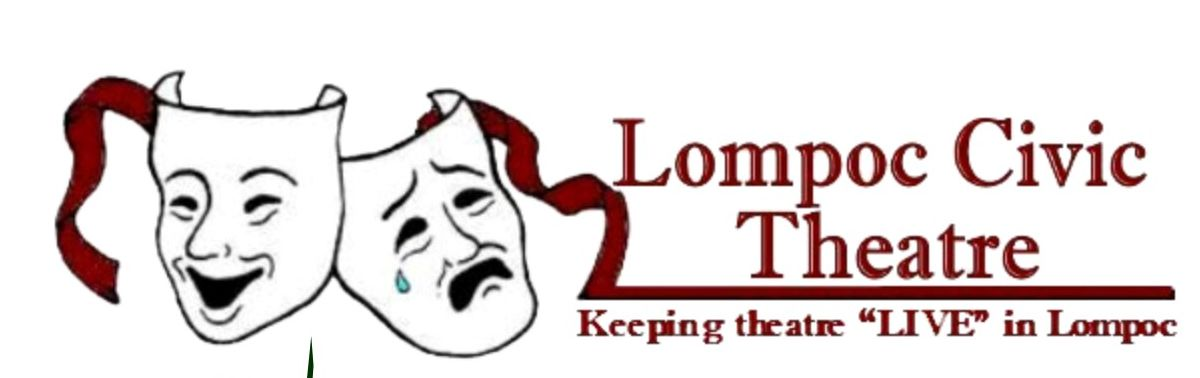 Lompoc Civic
Theatre
Keeping theatre “LIVE” in Lompoc